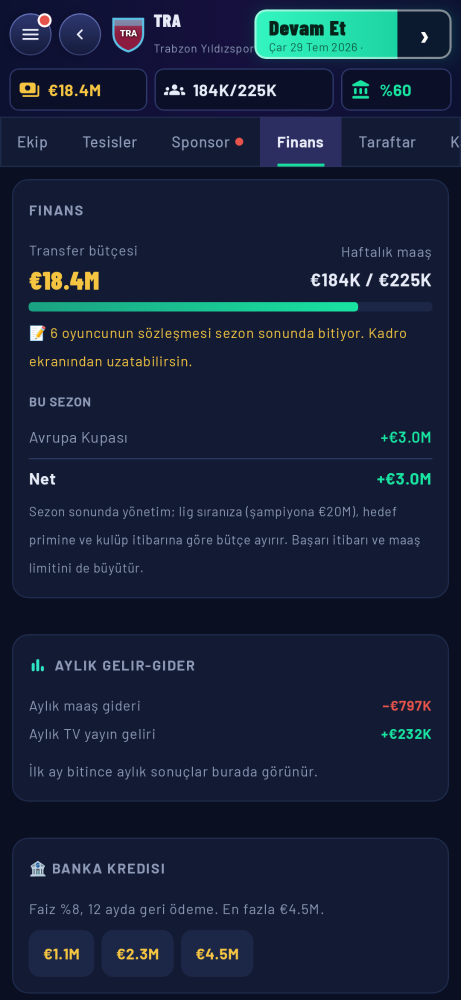 TRA
TRA
Trabzon Yıldızspor
Devam Et
Çar 29 Tem 2026 ·
€18.4M
184K/225K
%60
Ekip
Tesisler
Sponsor
Finans
Taraftar
K
FINANS
Transfer bütçesi
Haftalık maaş
€18.4M
€184K / €225K
📝 6 oyuncunun sözleşmesi sezon sonunda bitiyor. Kadro
ekranından uzatabilirsin.
BU SEZON
Avrupa Kupası
+€3.0M
Net
+€3.0M
Sezon sonunda yönetim; lig sıranıza (şampiyona €20M), hedef
primine ve kulüp itibarına göre bütçe ayırır. Başarı itibarı ve maaş
limitini de büyütür.
AYLIK GELIR-GIDER
Aylık maaş gideri
−€797K
Aylık TV yayın geliri
+€232K
İlk ay bitince aylık sonuçlar burada görünür.
🏦 BANKA KREDISI
Faiz %8, 12 ayda geri ödeme. En fazla €4.5M.
€1.1M
€2.3M
€4.5M